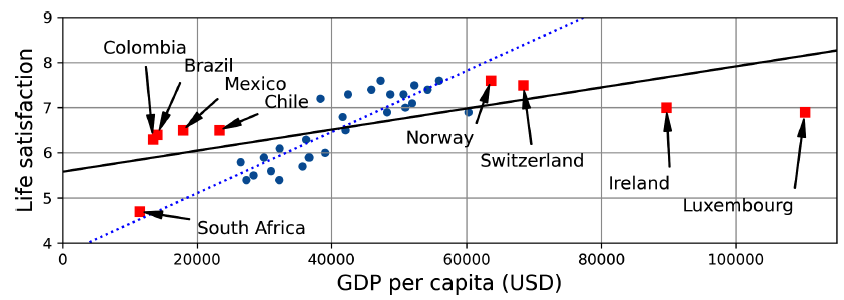 9
8
7
6
5
4
Life satisfaction
Colombia
Brazil
Mexico
Chile
Norway
Switzerland
Ireland
Luxembourg
South Africa
0 20000 40000 60000 80000 100000
GDP per capita (USD)